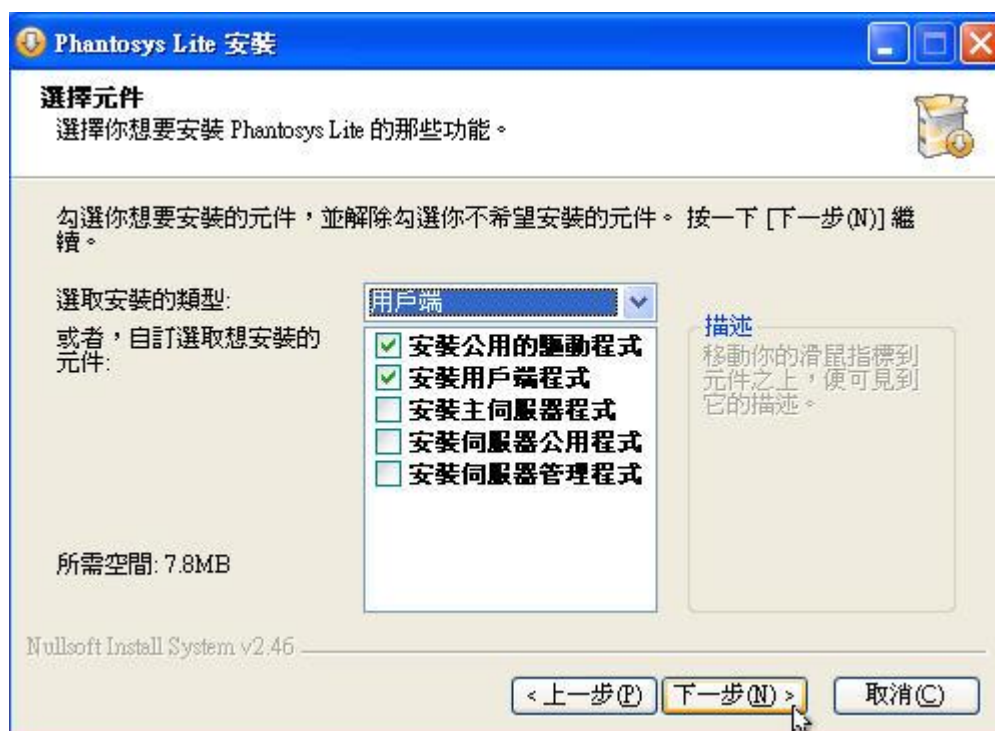 Phantosys Lite 安裝
選擇元件
選擇你想要安裝 Phantosys Lite 的那些功能。
勾選你想要安裝的元件，並解除勾選你不希望安裝的元件。 按一下 [下一步(N)] 繼
續。
選取安裝的類型:
用戶端
或者，自訂選取想安裝的
元件:
安裝公用的驅動程式
安裝用戶端程式
安裝主伺服器程式
安裝伺服器公用程式
安裝伺服器管理程式
描述
移動你的滑鼠指標到
元件之上，便可見到
它的描述。
所需空間: 7.8MB
Nullsoft Install System v2.46
< 上一步(P)
下一步(N) >
取消(C)